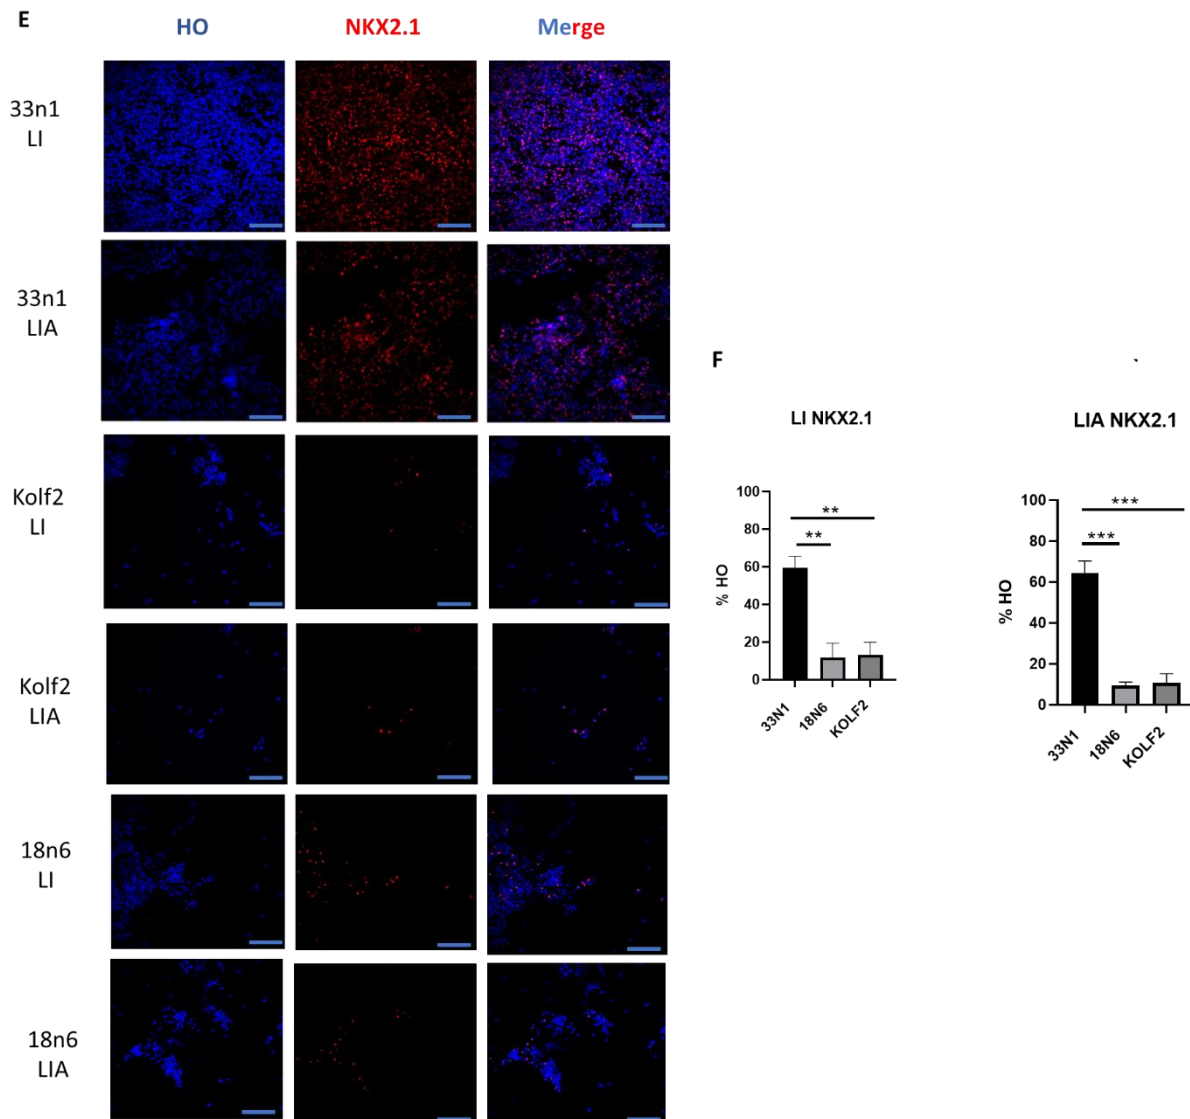 E
HO NKX2.1 Merge
33n1
LI
33n1
LIA
Kolf2
LI
Kolf2
LIA
18n6
LI
18n6
LIA
F
LI NKX2.1
% HO
100
80
60
40
20
0
**
**
33N1
18N6
KOLF2
LIA NKX2.1
% HO
100
80
60
40
20
0
***
***
33N1
18N6
KOLF2